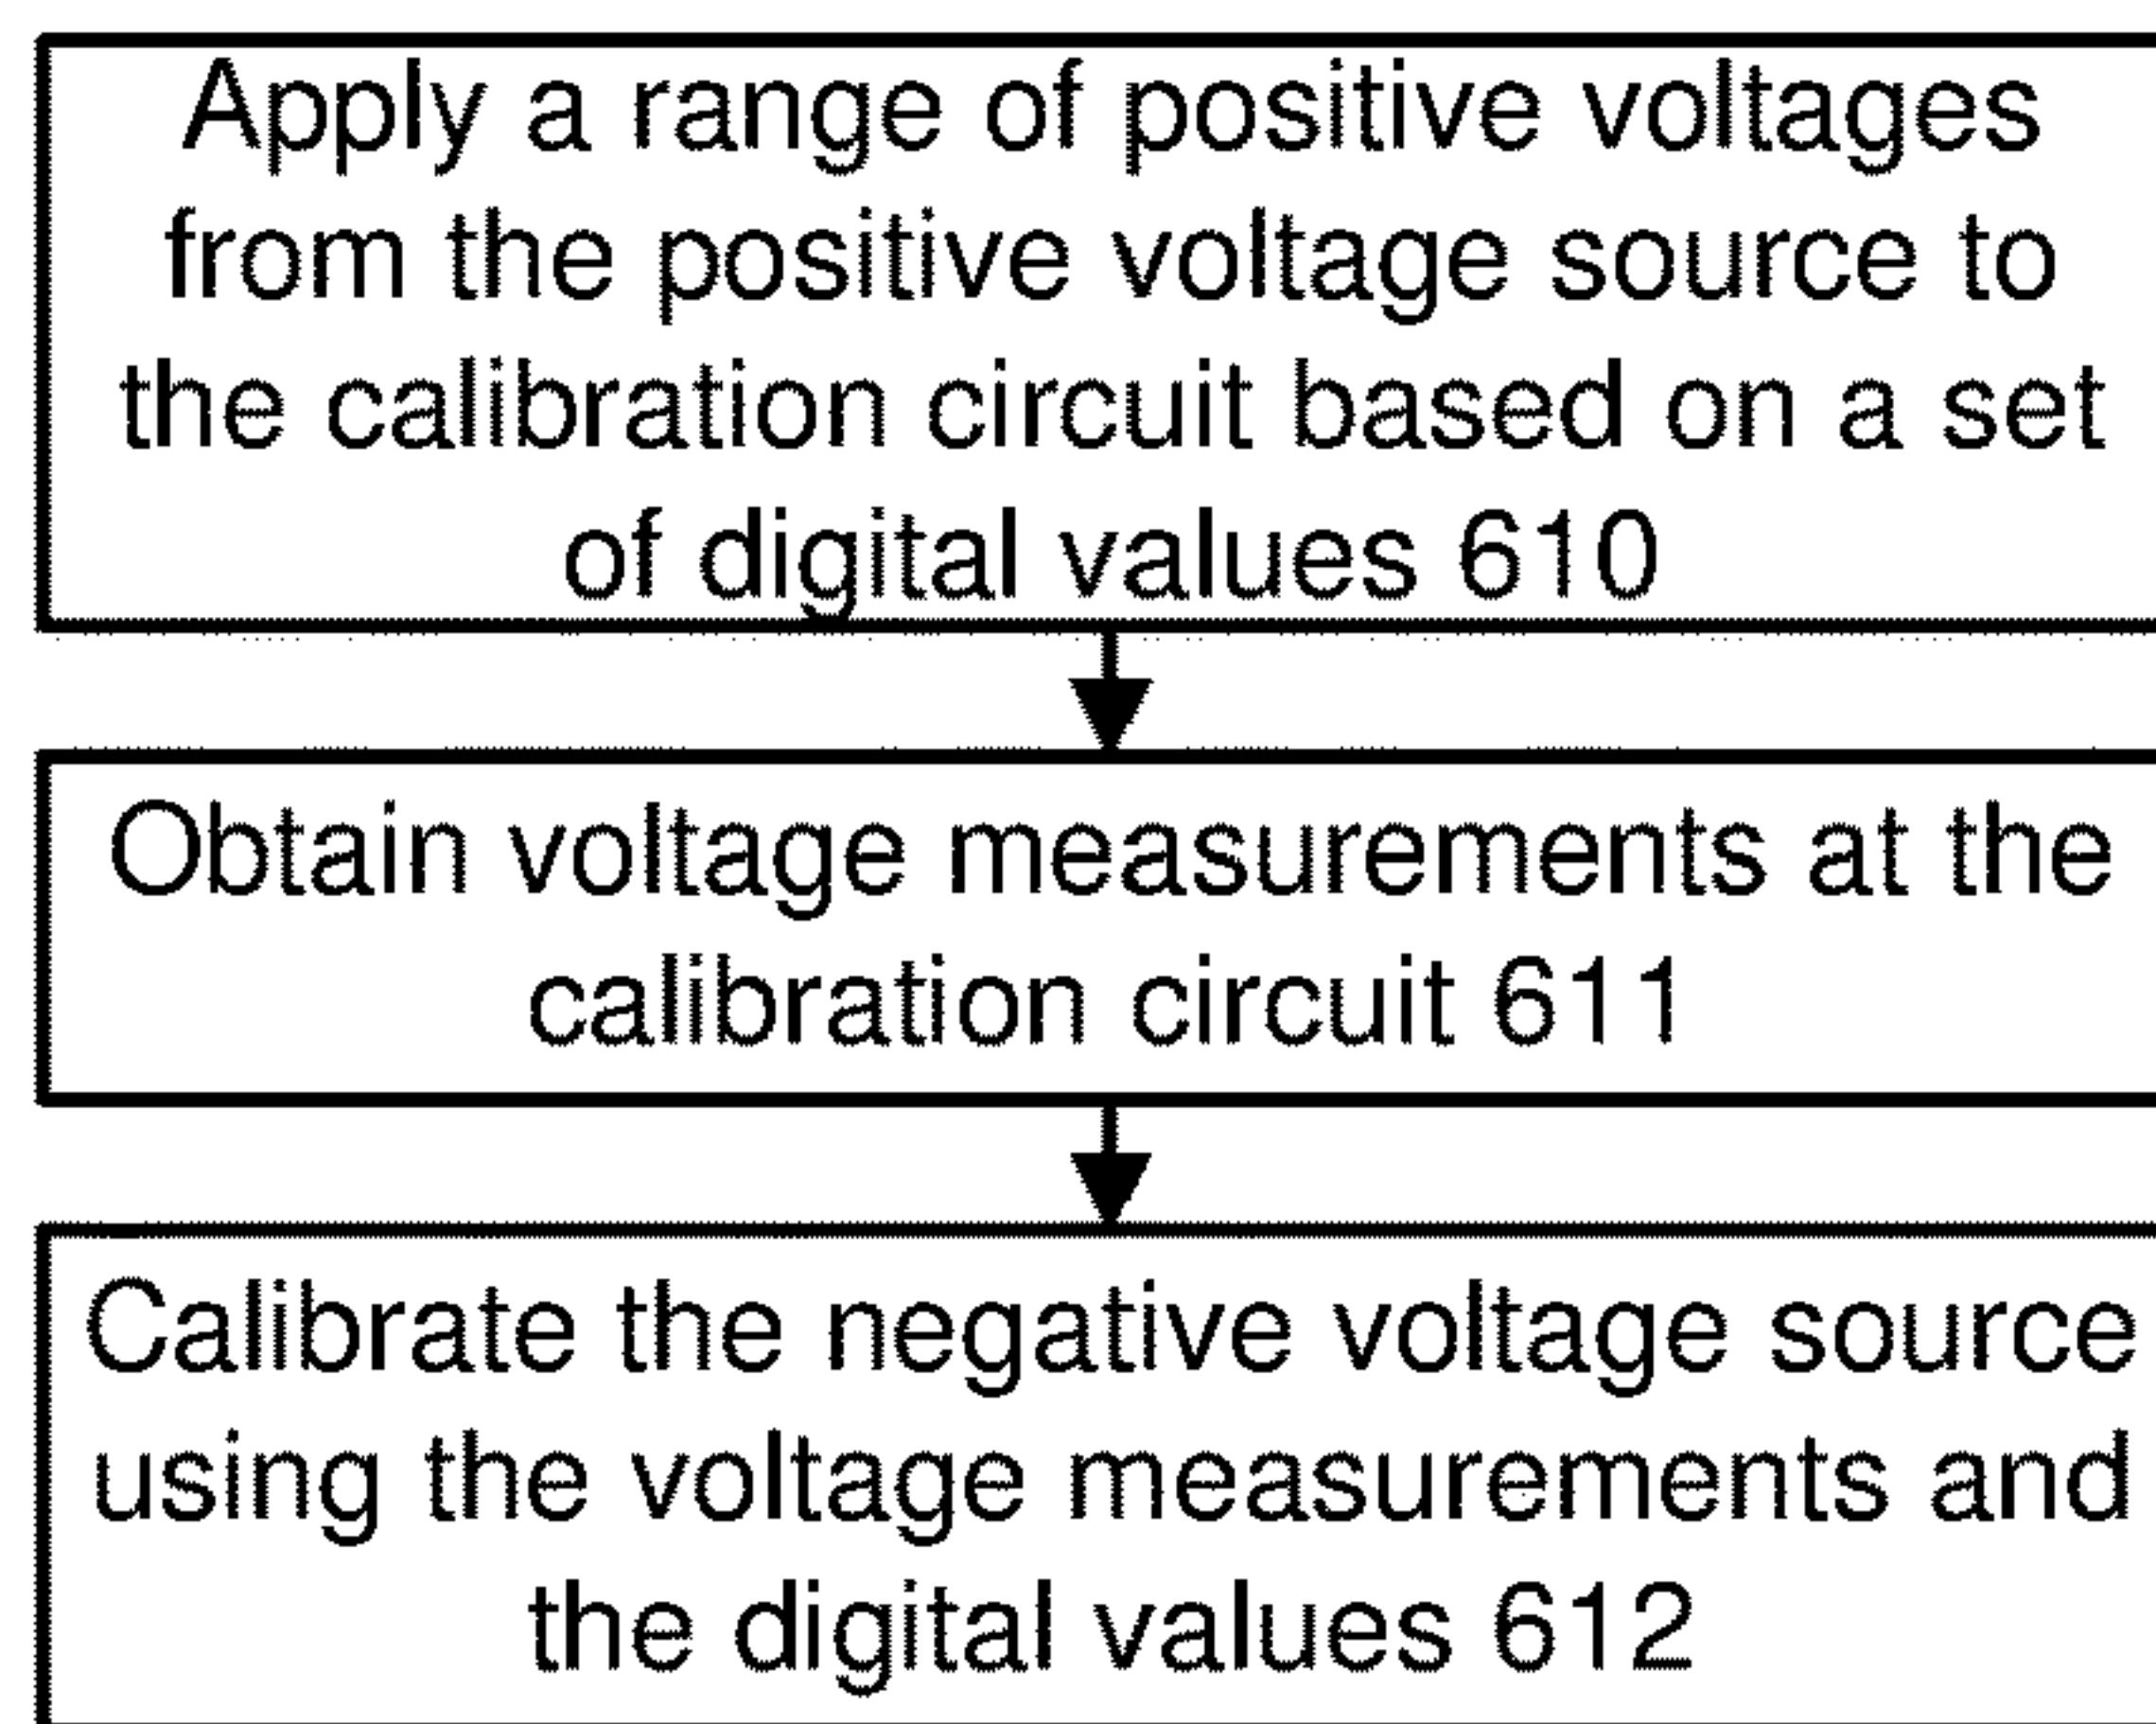 Apply a range of positive voltages
from the positive voltage source to
the calibration circuit based on a set
of digital values 610
Obtain voltage measurements at the
calibration circuit 611
Calibrate the negative voltage source
using the voltage measurements and
the digital values 612